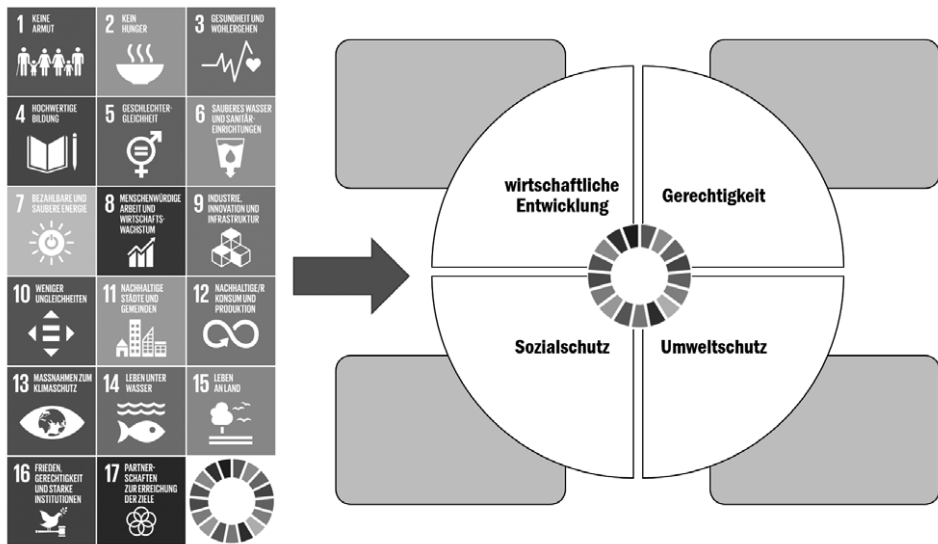 1 KEINE
ARMUT
2 KEIN
HUNGER
3 GESUNDHEIT UND
WOHLERGEHEN
4 HOCHWERTIGE
BILDUNG
5 GESCHLECHTER-
GLEICHHEIT
6 SAUBERES WASSER
UND SANITÄR-
EINRICHTUNGEN
7 BEZAHLBARE UND
SAUBERE ENERGIE
8 MENSCHENWÜRDIGE
ARBEIT UND
WIRTSCHAFTS-
WACHSTUM
9 INDUSTRIE,
INNOVATION UND
INFRASTRUKTUR
10 WENIGER
UNGLEICHHEITEN
11 NACHHALTIGE
STÄDTE UND
GEMEINDEN
12 NACHHALTIGE/R
KONSUM UND
PRODUKTION
13 MASSNAHMEN ZUM
KLIMASCHUTZ
14 LEBEN UNTER
WASSER
15 LEBEN
AN LAND
16 FRIEDEN,
GERECHTIGKEIT
UND STARKE
INSTITUTIONEN
17 PARTNER-
SCHAFTEN
ZUR ERREICHUNG
DER ZIELE
wirtschaftliche
Entwicklung
Gerechtigkeit
Sozialschutz
Umweltschutz